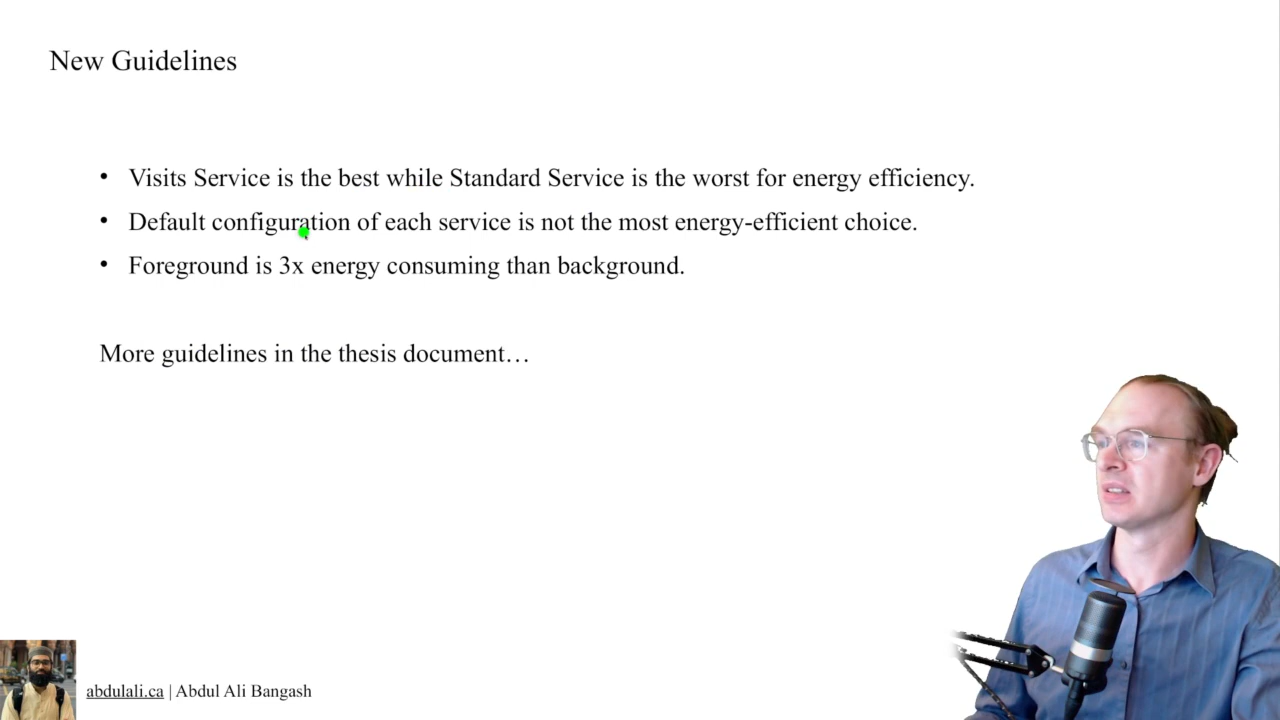 New Guidelines
• Visits Service is the best while Standard Service is the worst for energy efficiency.
• Default configuration of each service is not the most energy-efficient choice.
• Foreground is 3x energy consuming than background.
More guidelines in the thesis document…
abdulali.ca | Abdul Ali Bangash